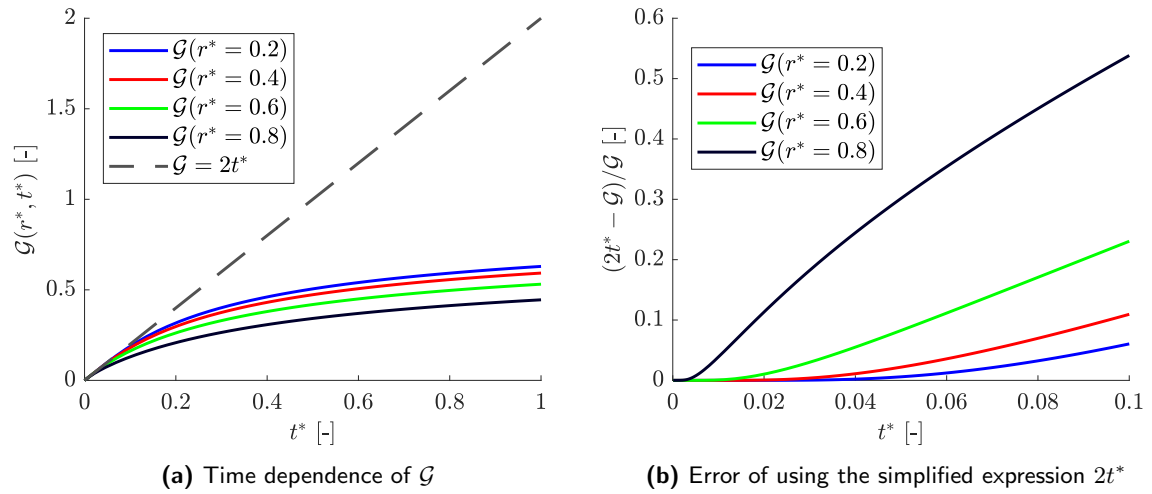 2
1.5
1
0.5
0
0
0.2
0.4
0.6
0.8
1
𝒢(r*, t*) [-]
t* [-]
𝒢(r* = 0.2)
𝒢(r* = 0.4)
𝒢(r* = 0.6)
𝒢(r* = 0.8)
𝒢 = 2t*
(a) Time dependence of 𝒢
0.6
0.5
0.4
0.3
0.2
0.1
0
0
0.02
0.04
0.06
0.08
0.1
(2t* − 𝒢)/𝒢 [-]
t* [-]
𝒢(r* = 0.2)
𝒢(r* = 0.4)
𝒢(r* = 0.6)
𝒢(r* = 0.8)
(b) Error of using the simplified expression 2t*